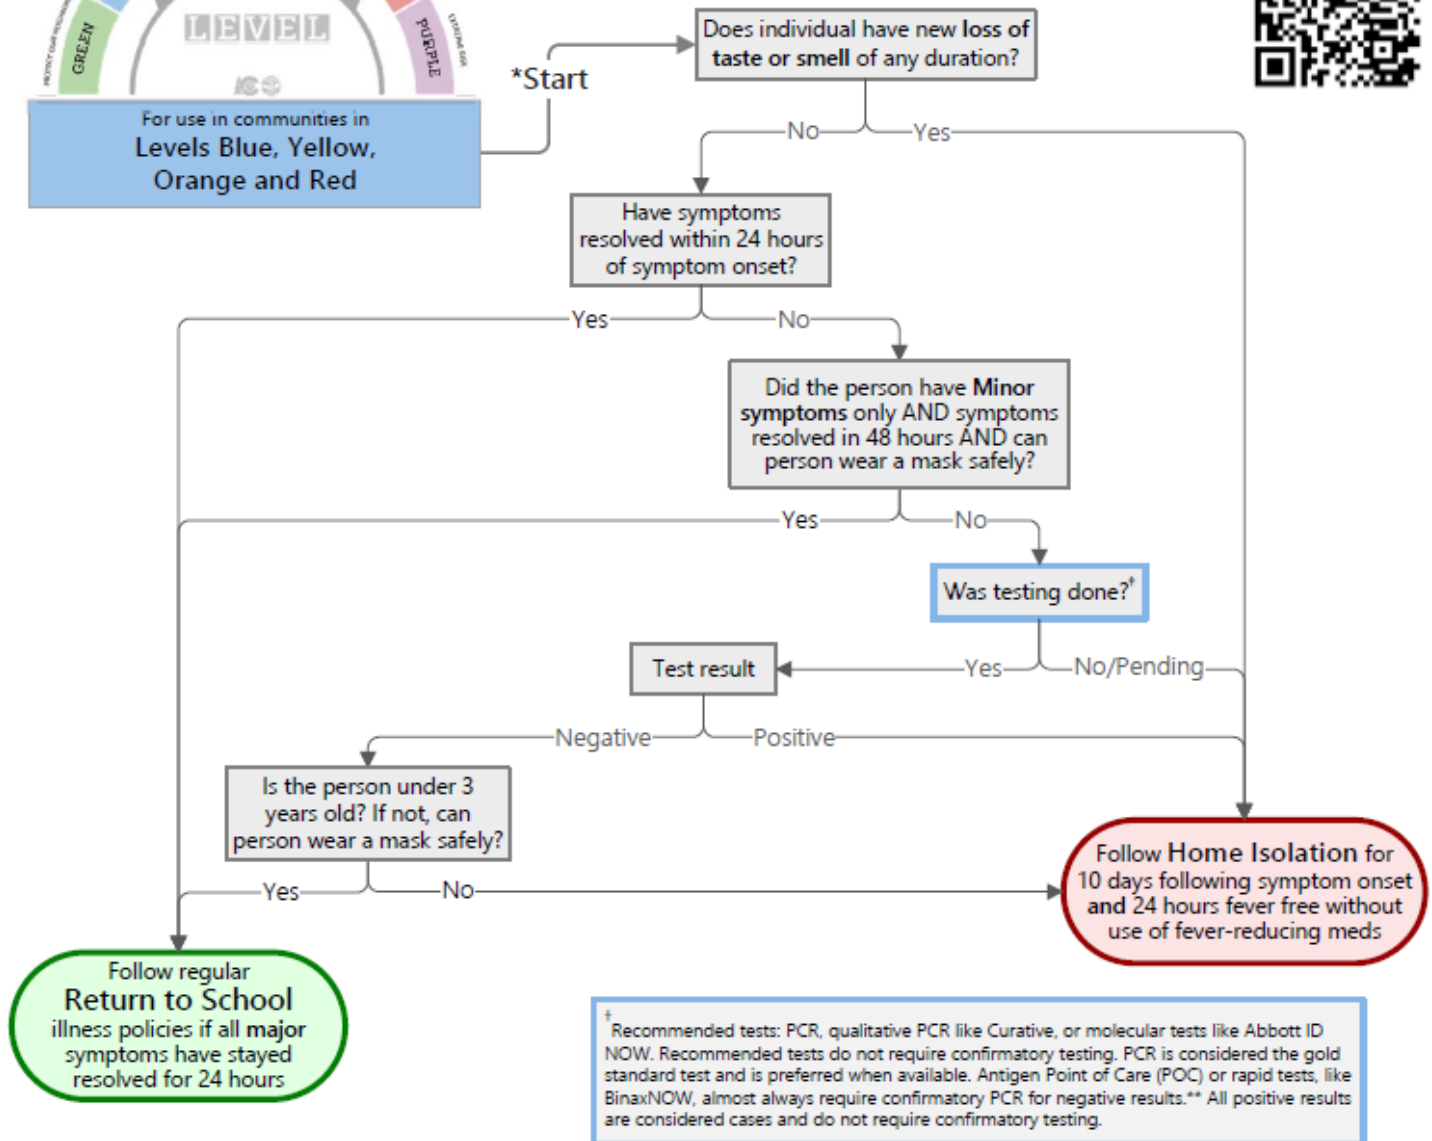 GREEN
LEVEL
PURPLE
For use in communities in
Levels Blue, Yellow,
Orange and Red
*Start
Does individual have new loss of
taste or smell of any duration?
No
Yes
Have symptoms
resolved within 24 hours
of symptom onset?
Yes
No
Did the person have Minor
symptoms only AND symptoms
resolved in 48 hours AND can
person wear a mask safely?
Yes
No
Was testing done?†
Test result
Yes
No/Pending
Negative
Positive
Is the person under 3
years old? If not, can
person wear a mask safely?
Yes
No
Follow Home Isolation for
10 days following symptom onset
and 24 hours fever free without
use of fever-reducing meds
Follow regular
Return to School
illness policies if all major
symptoms have stayed
resolved for 24 hours
†Recommended tests: PCR, qualitative PCR like Curative, or molecular tests like Abbott ID
NOW. Recommended tests do not require confirmatory testing. PCR is considered the gold
standard test and is preferred when available. Antigen Point of Care (POC) or rapid tests, like
BinaxNOW, almost always require confirmatory PCR for negative results.** All positive results
are considered cases and do not require confirmatory testing.